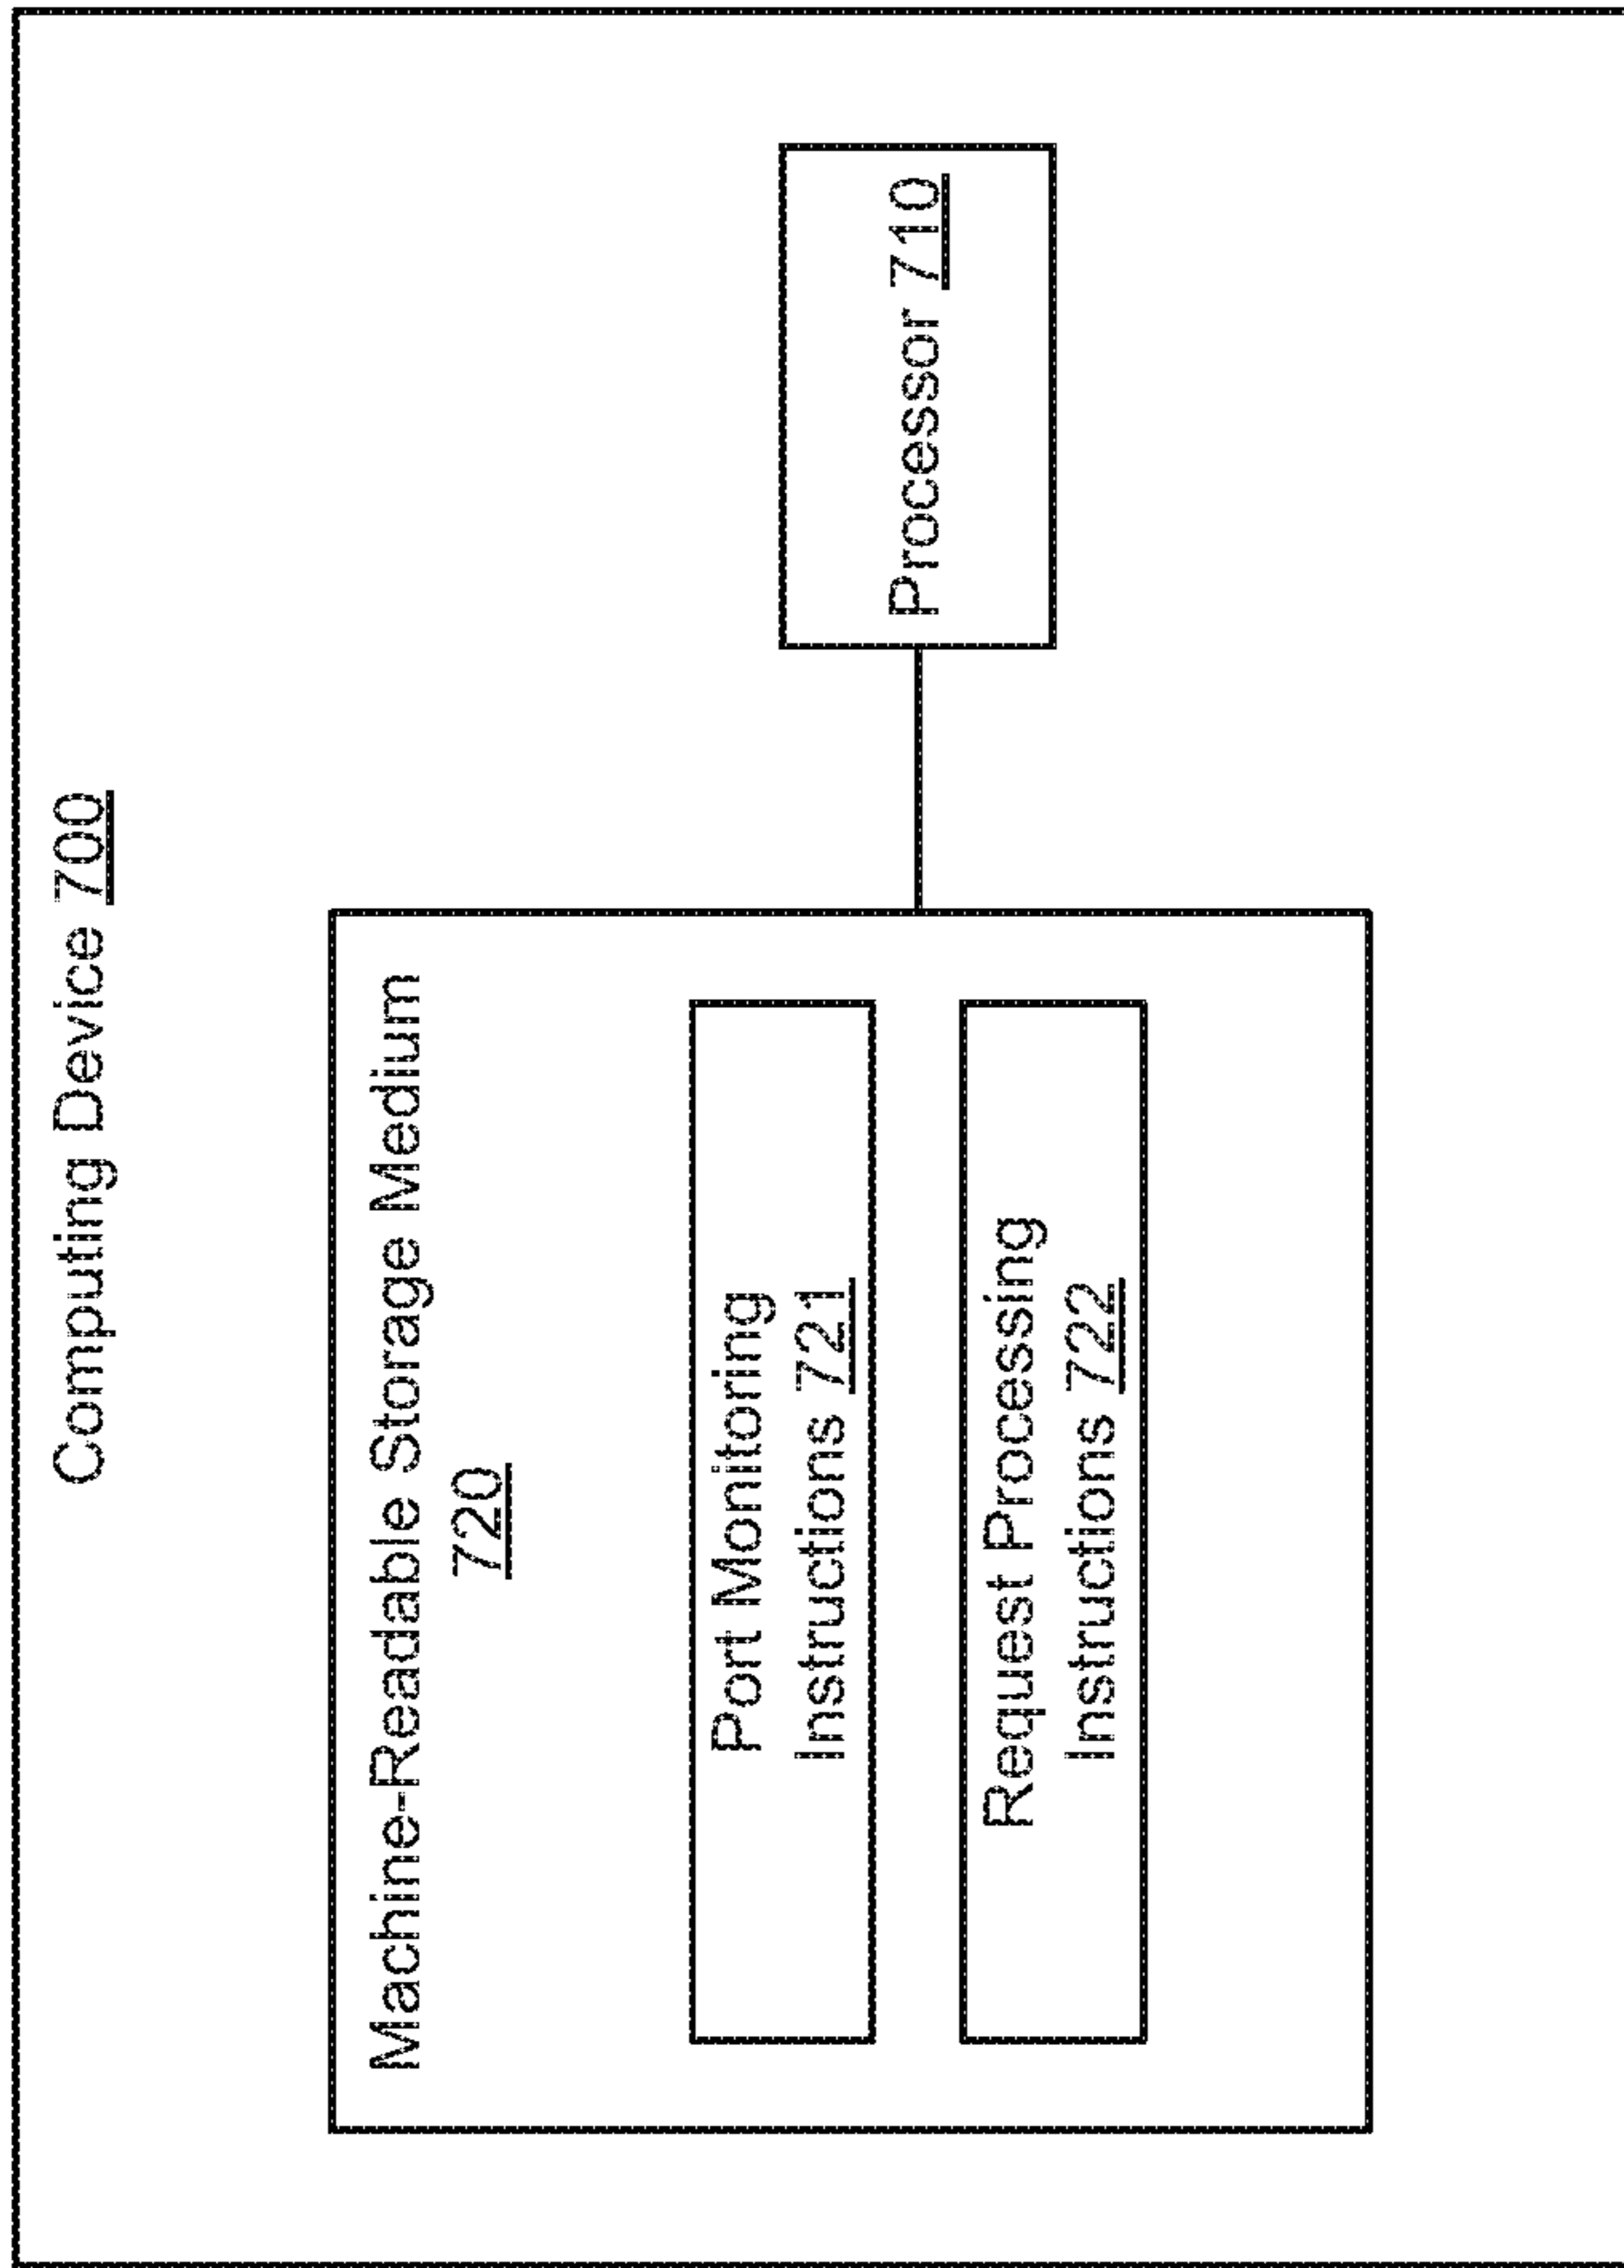 Computing Device 700
Machine-Readable Storage Medium
720
Port Monitoring
Instructions 721
Request Processing
Instructions 722
Processor 710